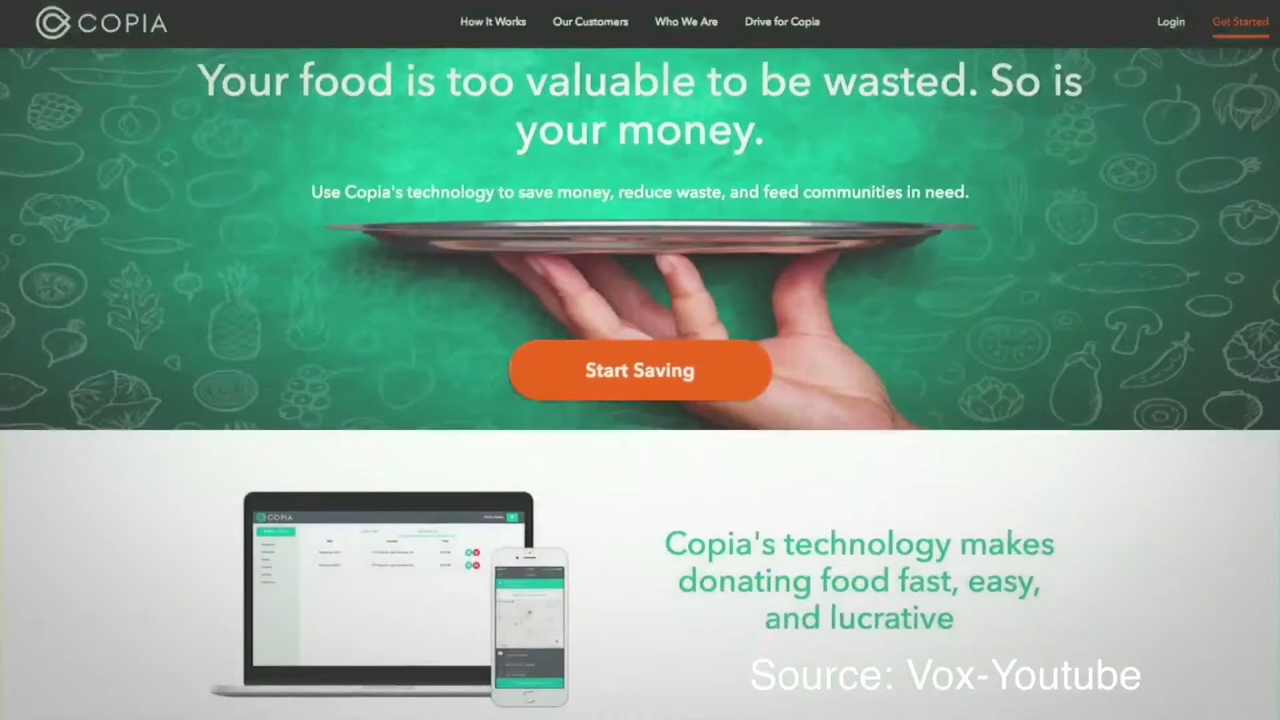 COPIA
How It Works
Our Customers
Who We Are
Drive for Copia
Login
Get Started
Your food is too valuable to be wasted. So is
your money.
Use Copia's technology to save money, reduce waste, and feed communities in need.
Start Saving
COPIA
Copia's technology makes
donating food fast, easy,
and lucrative
Source: Vox-Youtube